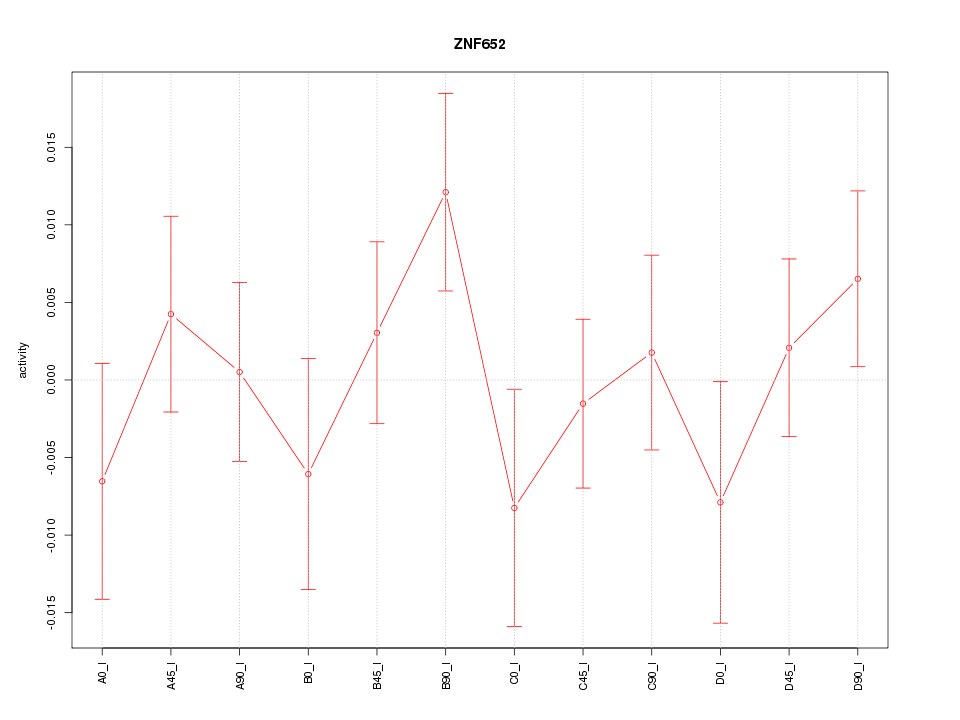 ZNF652
activity
0.015
0.010
0.005
0.000
-0.005
-0.010
-0.015
A0_I
A45_I
A90_I
B0_I
B45_I
B90_I
C0_I
C45_I
C90_I
D0_I
D45_I
D90_I